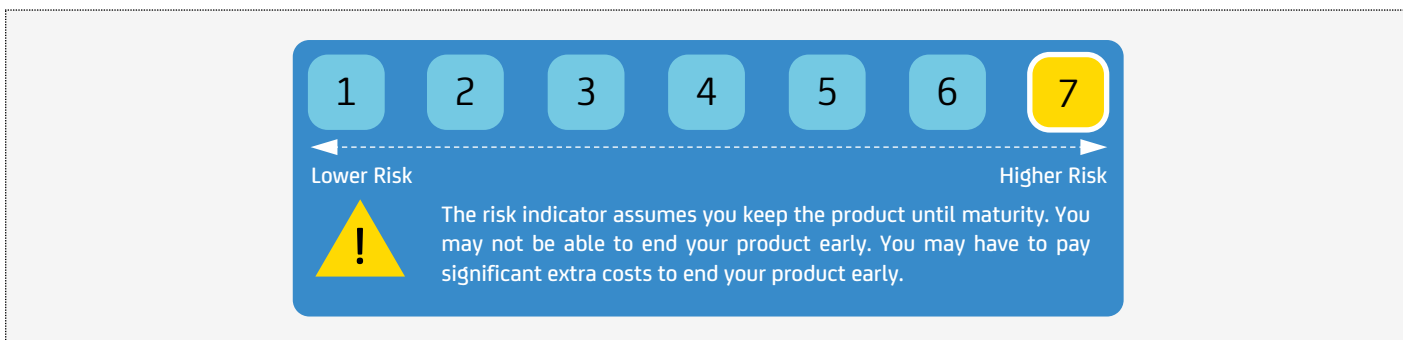 1 2 3 4 5 6 7
Lower Risk Higher Risk
!
The risk indicator assumes you keep the product until maturity. You
may not be able to end your product early. You may have to pay
significant extra costs to end your product early.